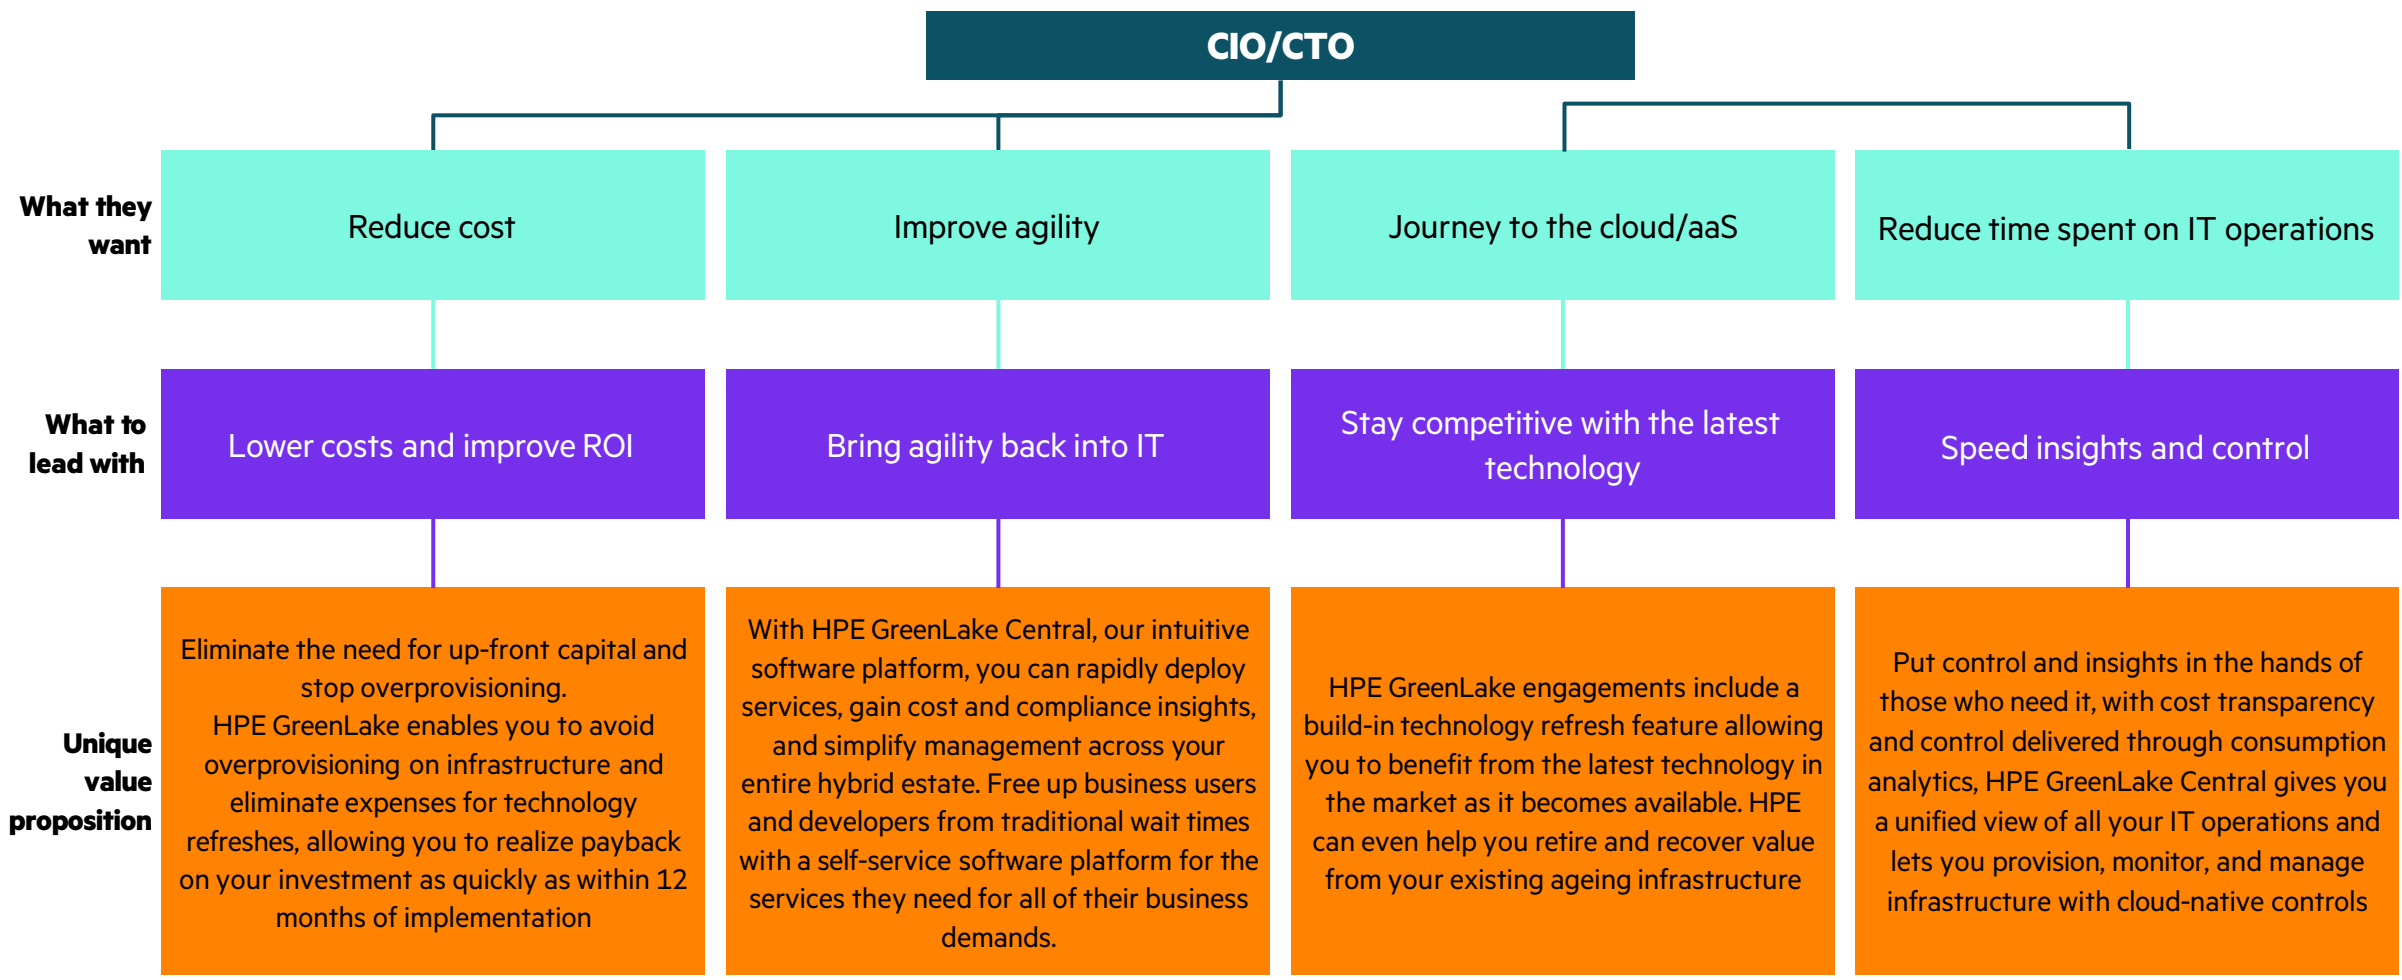 CIO/CTO
What they
want
Reduce cost
Improve agility
Journey to the cloud/aaS
Reduce time spent on IT operations
What to
lead with
Lower costs and improve ROI
Bring agility back into IT
Stay competitive with the latest
technology
Speed insights and control
Unique
value
proposition
Eliminate the need for up-front capital and
stop overprovisioning.
HPE GreenLake enables you to avoid
overprovisioning on infrastructure and
eliminate expenses for technology
refreshes, allowing you to realize payback
on your investment as quickly as within 12
months of implementation
With HPE GreenLake Central, our intuitive
software platform, you can rapidly deploy
services, gain cost and compliance insights,
and simplify management across your
entire hybrid estate. Free up business users
and developers from traditional wait times
with a self-service software platform for the
services they need for all of their business
demands.
HPE GreenLake engagements include a
build-in technology refresh feature allowing
you to benefit from the latest technology in
the market as it becomes available. HPE
can even help you retire and recover value
from your existing ageing infrastructure
Put control and insights in the hands of
those who need it, with cost transparency
and control delivered through consumption
analytics, HPE GreenLake Central gives you
a unified view of all your IT operations and
lets you provision, monitor, and manage
infrastructure with cloud-native controls